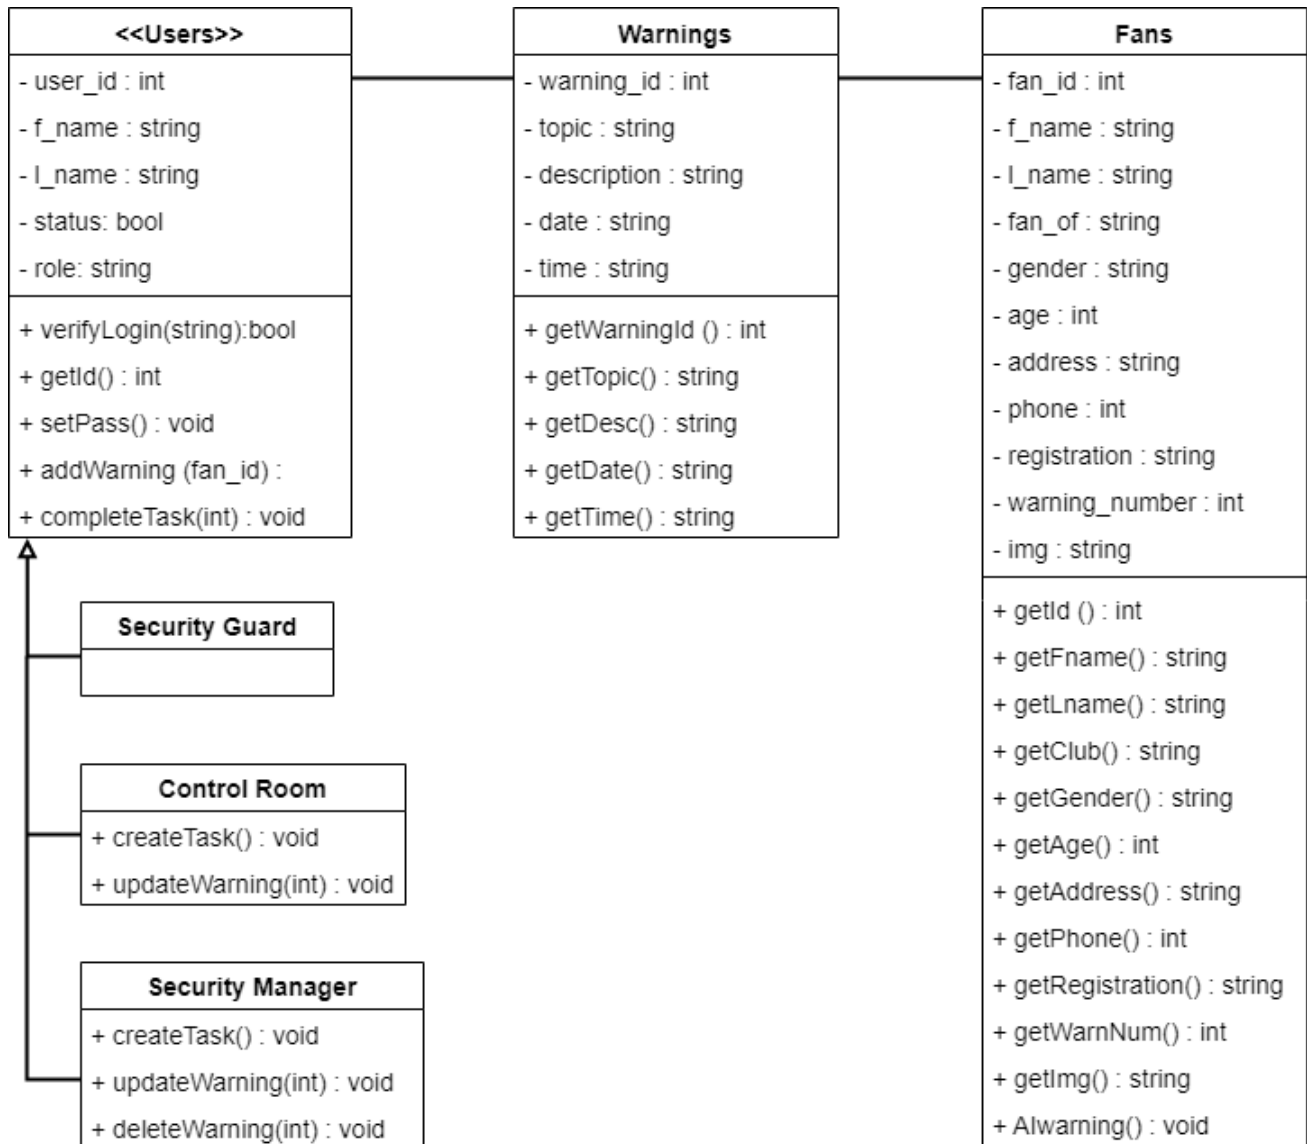 <<Users>>
- user_id : int
- f_name : string
- l_name : string
- status: bool
- role: string
+ verifyLogin(string):bool
+ getId() : int
+ setPass() : void
+ addWarning (fan_id) :
+ completeTask(int) : void
Security Guard
Control Room
+ createTask() : void
+ updateWarning(int) : void
Security Manager
+ createTask() : void
+ updateWarning(int) : void
+ deleteWarning(int) : void
Warnings
- warning_id : int
- topic : string
- description : string
- date : string
- time : string
+ getWarningId () : int
+ getTopic() : string
+ getDesc() : string
+ getDate() : string
+ getTime() : string
Fans
- fan_id : int
- f_name : string
- l_name : string
- fan_of : string
- gender : string
- age : int
- address : string
- phone : int
- registration : string
- warning_number : int
- img : string
+ getId () : int
+ getFname() : string
+ getLname() : string
+ getClub() : string
+ getGender() : string
+ getAge() : int
+ getAddress() : string
+ getPhone() : int
+ getRegistration() : string
+ getWarnNum() : int
+ getImg() : string
+ AIwarning() : void